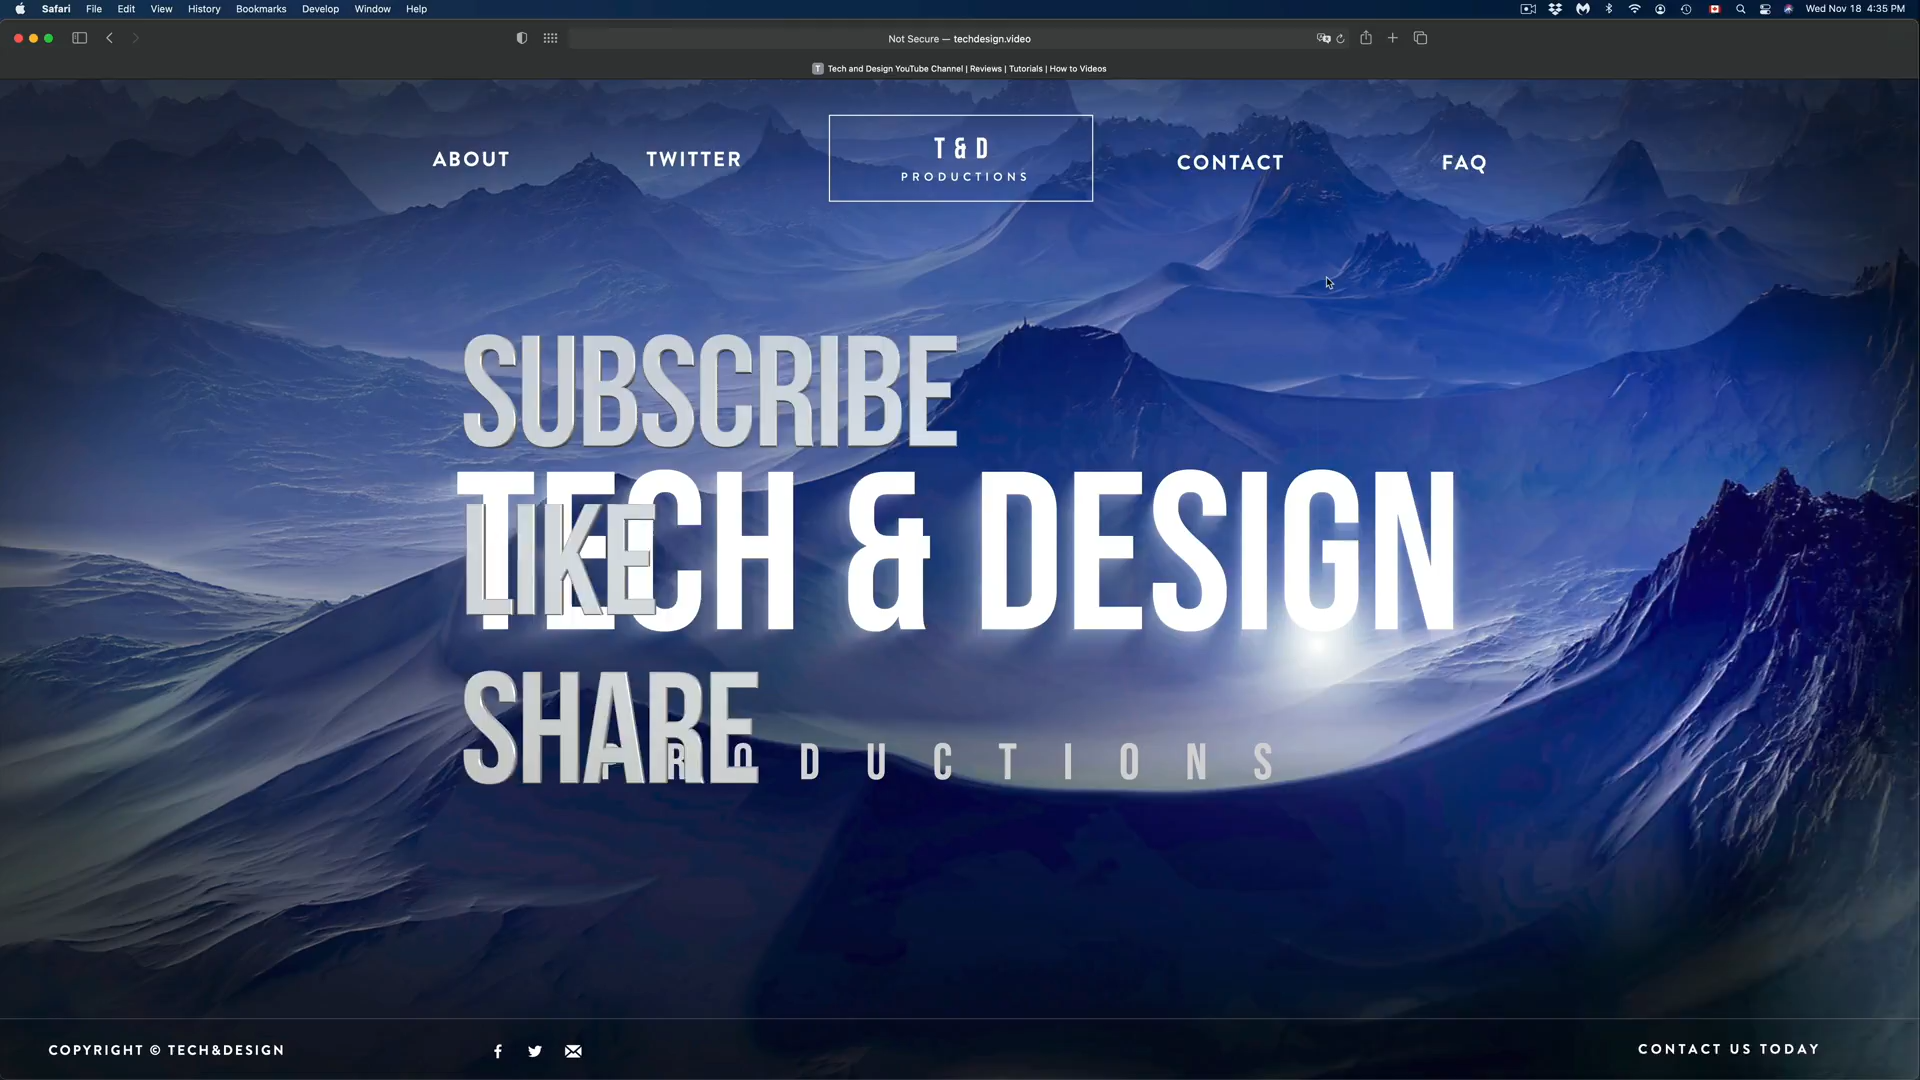 Safari File Edit View History Bookmarks Develop Window Help Wed Nov 18 4:35 PM
Not Secure — techdesign.video
T Tech and Design YouTube Channel | Reviews | Tutorials | How to Videos
ABOUT TWITTER T & D CONTACT FAQ
PRODUCTIONS
SUBSCRIBE
TECH & DESIGN
LIKE
SHARE
PRODUCTIONS
COPYRIGHT © TECH&DESIGN CONTACT US TODAY